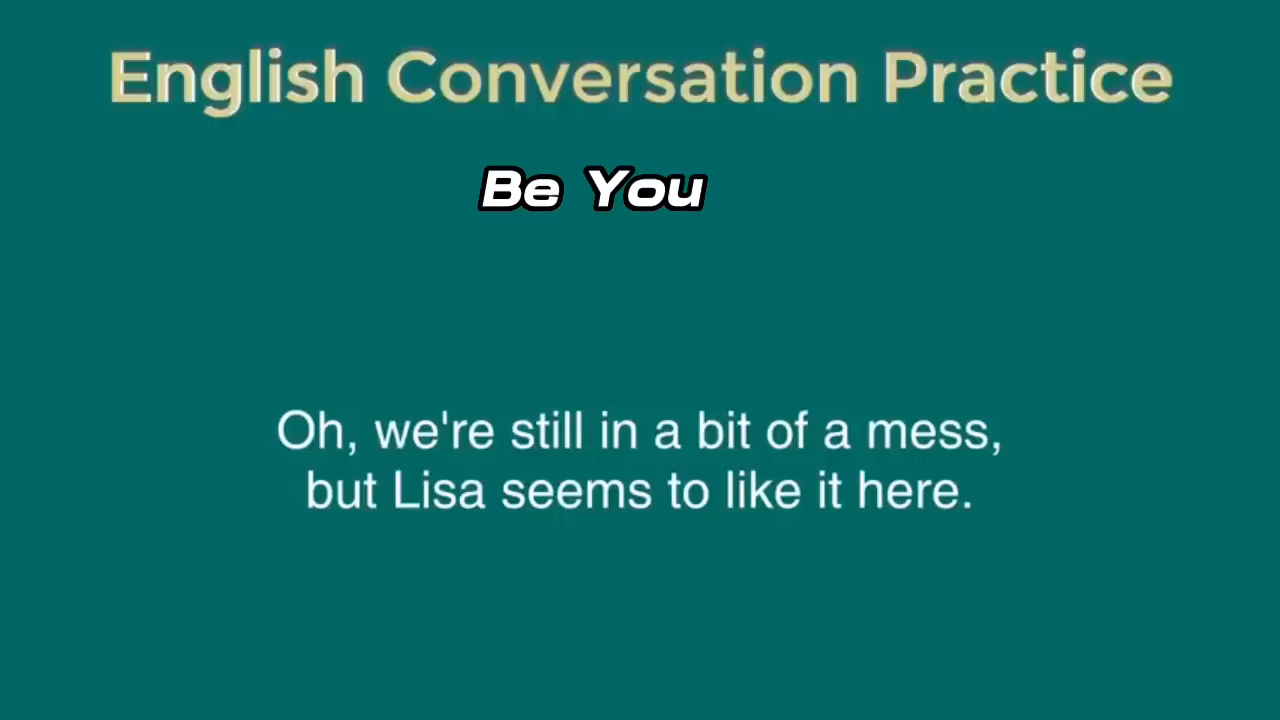 English Conversation Practice
Be You
Oh, we're still in a bit of a mess,
but Lisa seems to like it here.